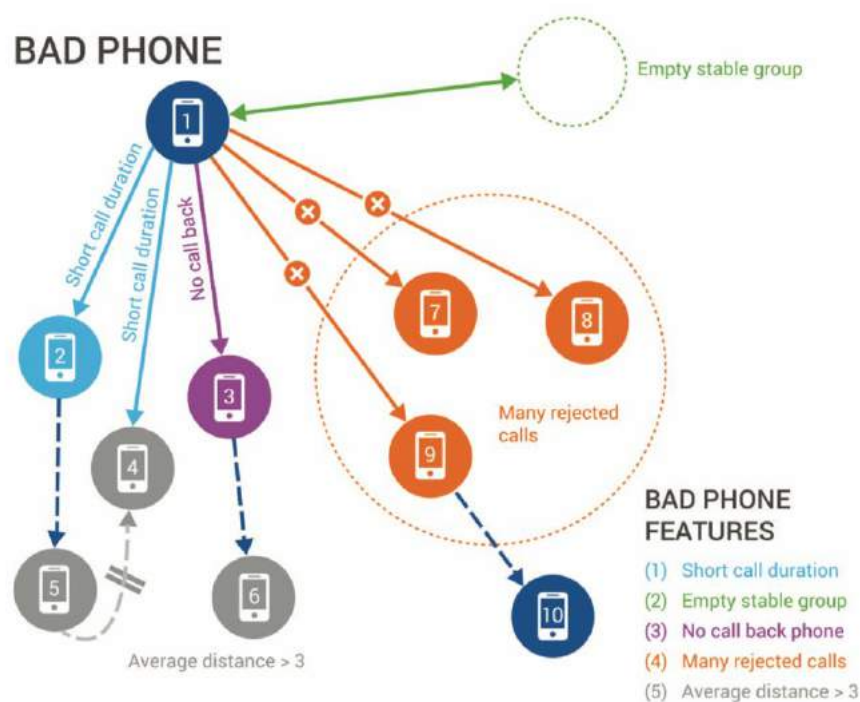 BAD PHONE
Empty stable group
1
Short call duration
Short call duration
No call back
7
8
2
3
Many rejected
calls
4
9
5
6
10
Average distance > 3
BAD PHONE
FEATURES
(1) Short call duration
(2) Empty stable group
(3) No call back phone
(4) Many rejected calls
(5) Average distance > 3